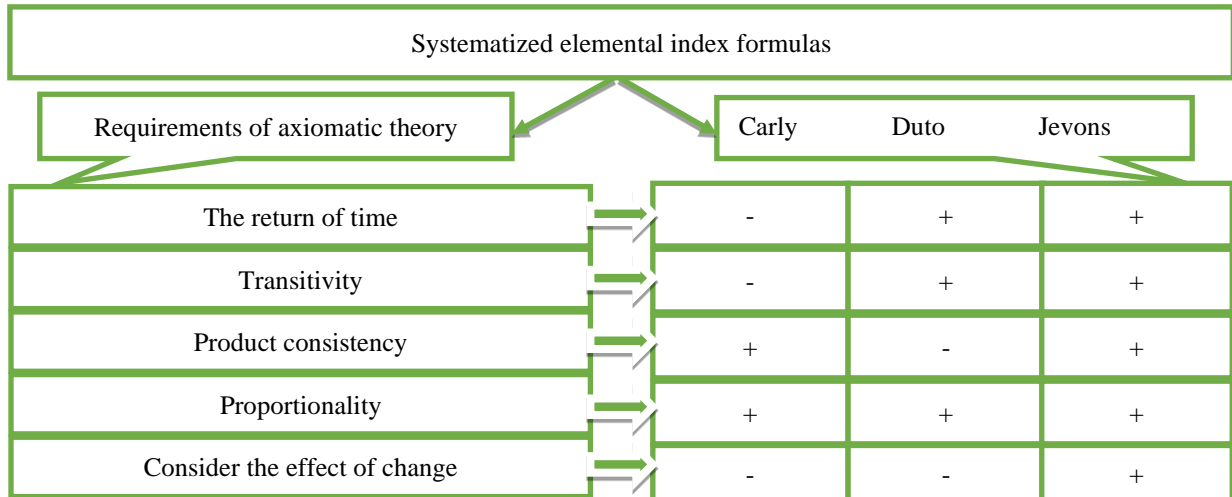 Systematized elemental index formulas
Requirements of axiomatic theory
Carly Duto Jevons
The return of time - + +
Transitivity - + +
Product consistency + - +
Proportionality + + +
Consider the effect of change - - +